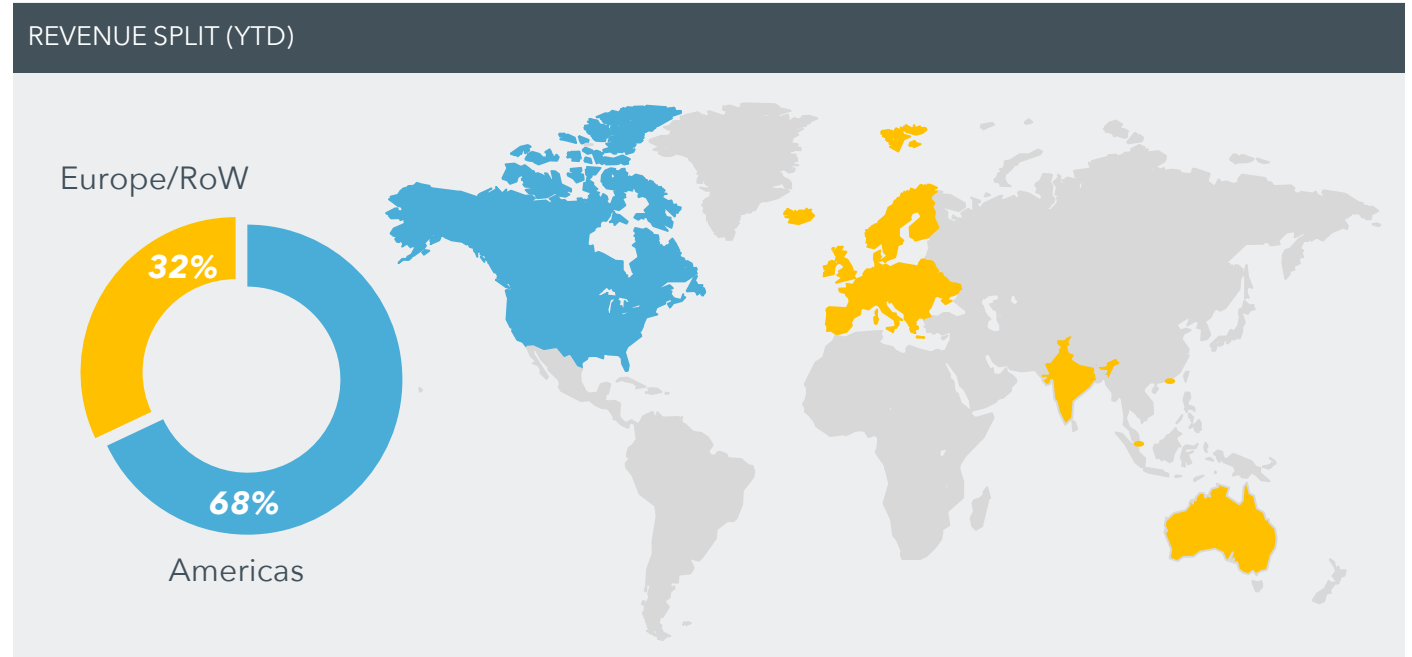 REVENUE SPLIT (YTD)
Europe/RoW
32%
68%
Americas